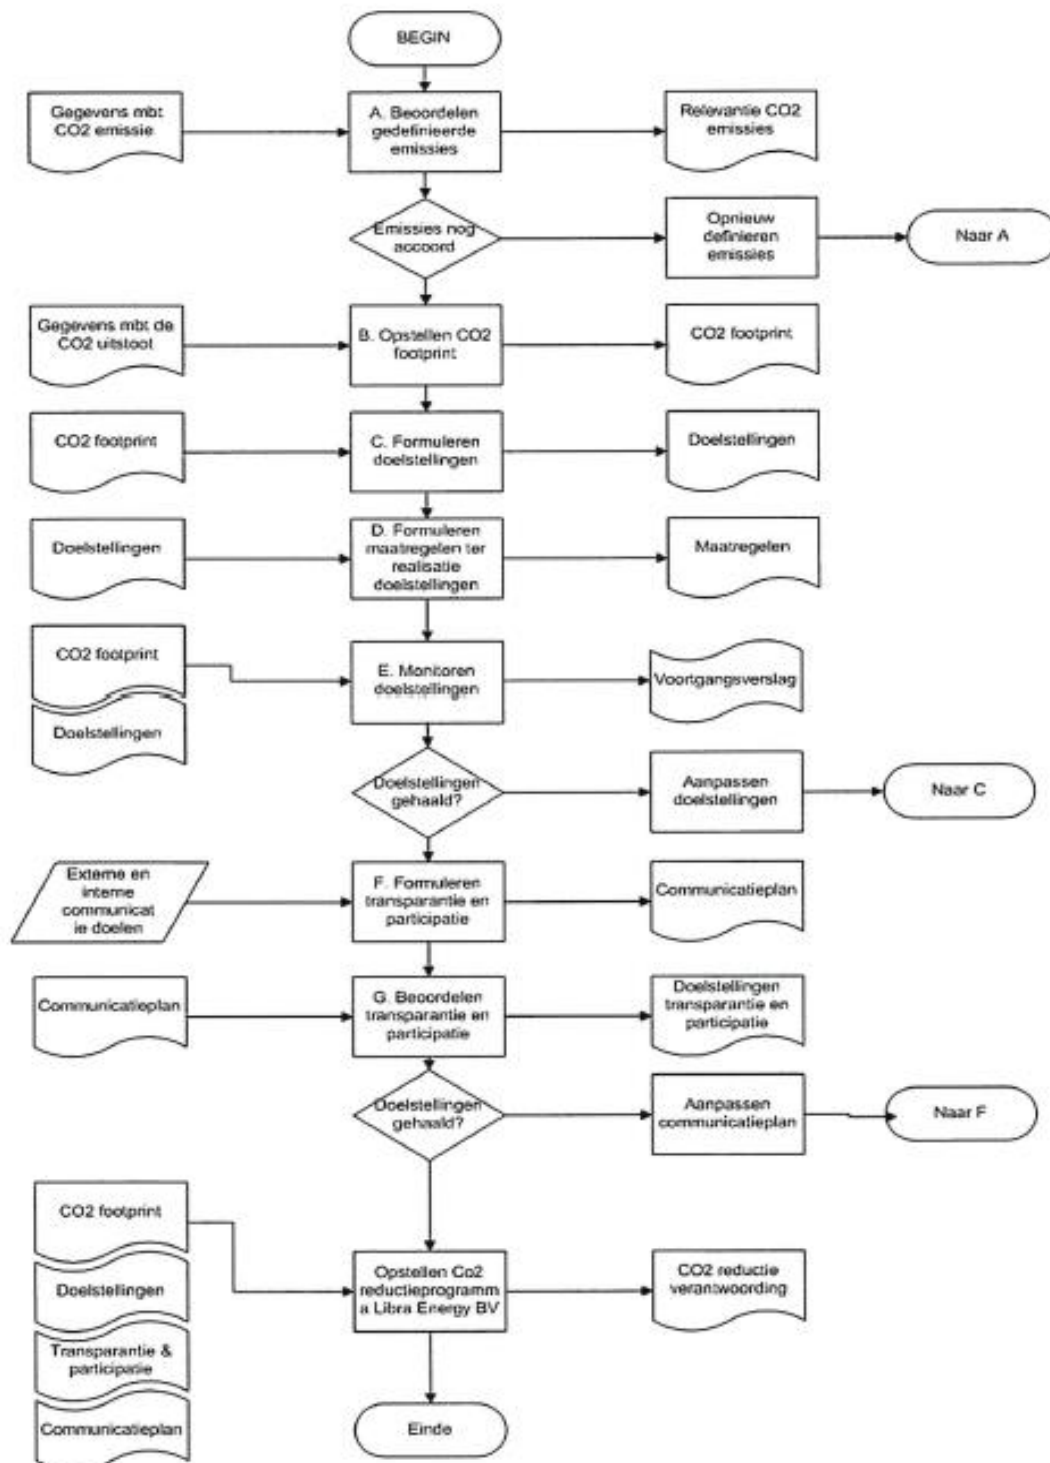 BEGIN
Gegevens mbt
CO2 emissie
A. Beoordelen
gedefinieerde
emissies
Relevantie CO2
emissies
Emissies nog
accoord
Opnieuw
definieren
emissies
Naar A
Gegevens mbt de
CO2 uitstoot
B. Opstellen CO2
footprint
CO2 footprint
CO2 footprint
C. Formuleren
doelstellingen
Doelstellingen
Doelstellingen
D. Formuleren
maatregelen ter
realisatie
doelstellingen
Maatregelen
CO2 footprint
Doelstellingen
E. Monitoren
doelstellingen
Voortgangsverslag
Doelstellingen
gehaald?
Aanpassen
doelstellingen
Naar C
Externe en
interne
communicat
ie doelen
F. Formuleren
transparantie en
participatie
Communicatieplan
Communicatieplan
G. Beoordelen
transparantie en
participatie
Doelstellingen
transparantie en
participatie
Doelstellingen
gehaald?
Aanpassen
communicatieplan
Naar F
CO2 footprint
Doelstellingen
Transparantie &
participatie
Communicatieplan
Opstellen Co2
reductieprogramm
a Libra Energy BV
CO2 reductie
verantwoording
Einde